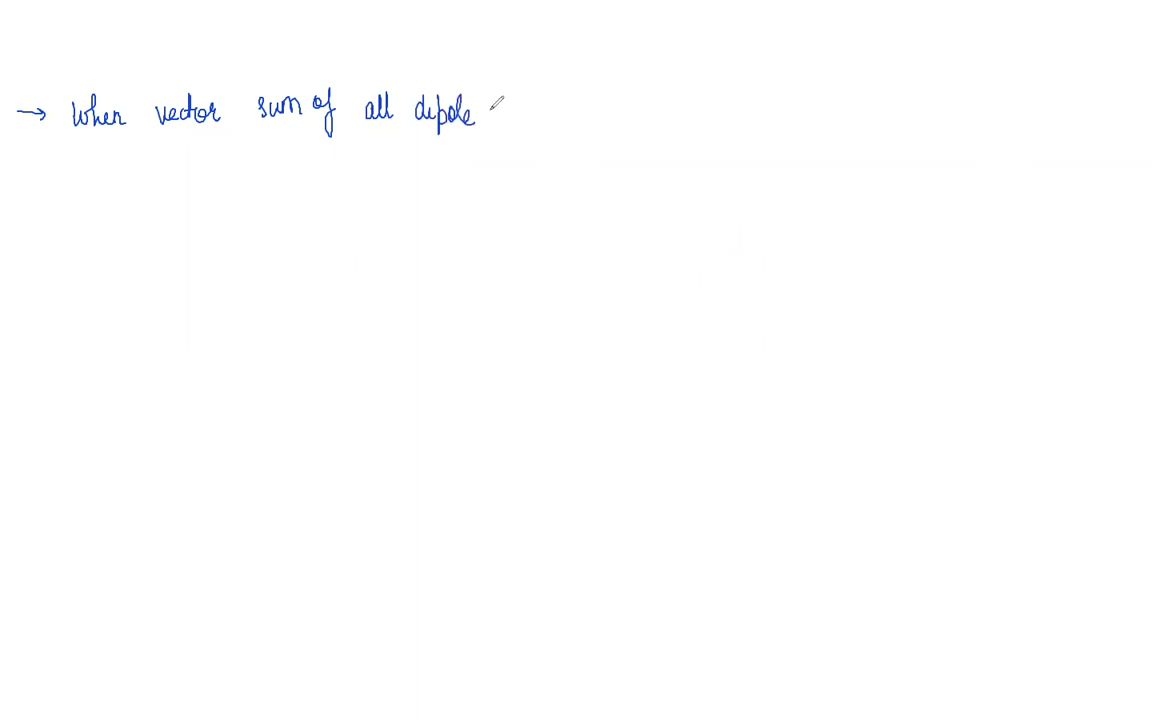 → When vector sum of all dipole